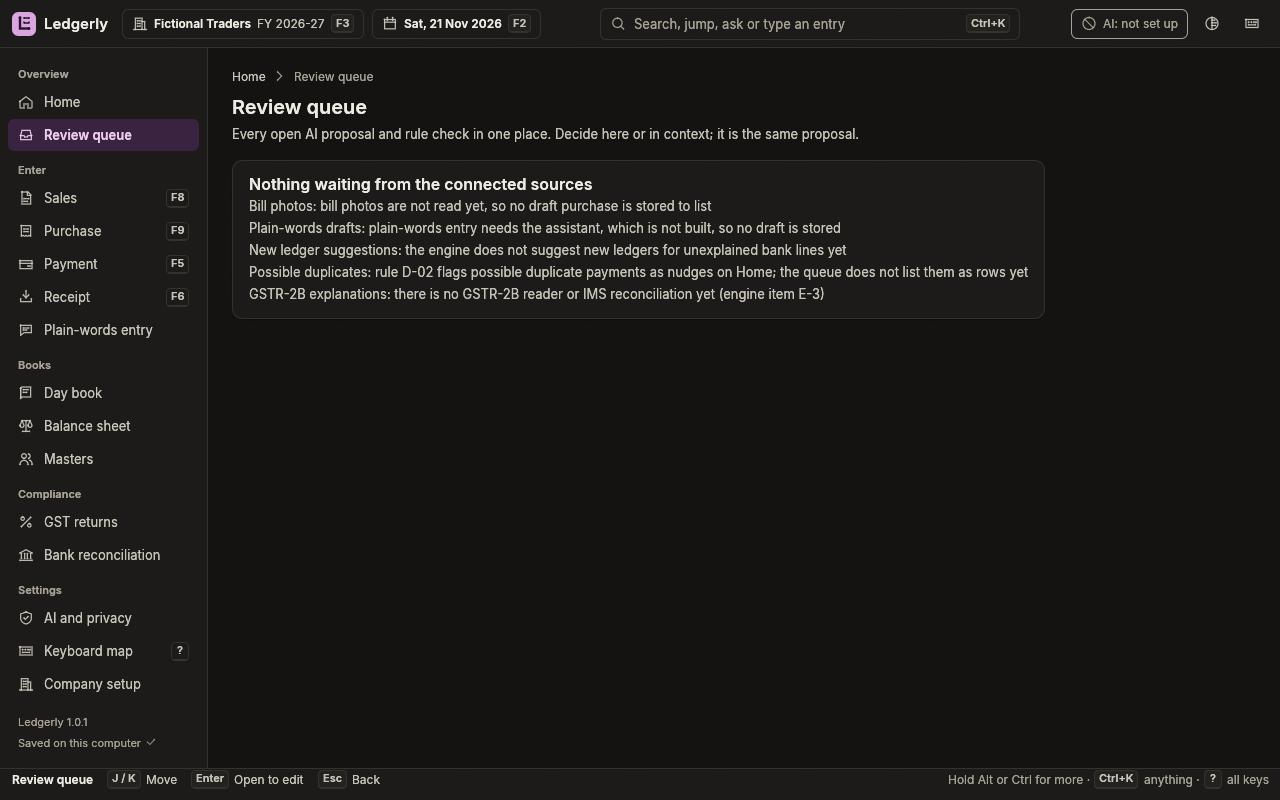 Ledgerly
Fictional Traders FY 2026-27 F3
Sat, 21 Nov 2026 F2
Search, jump, ask or type an entry Ctrl+K
AI: not set up
Overview
Home
Review queue
Enter
Sales F8
Purchase F9
Payment F5
Receipt F6
Plain-words entry
Books
Day book
Balance sheet
Masters
Compliance
GST returns
Bank reconciliation
Settings
AI and privacy
Keyboard map ?
Company setup
Ledgerly 1.0.1
Saved on this computer
Home Review queue
Review queue
Every open AI proposal and rule check in one place. Decide here or in context; it is the same proposal.
Nothing waiting from the connected sources
Bill photos: bill photos are not read yet, so no draft purchase is stored to list
Plain-words drafts: plain-words entry needs the assistant, which is not built, so no draft is stored
New ledger suggestions: the engine does not suggest new ledgers for unexplained bank lines yet
Possible duplicates: rule D-02 flags possible duplicate payments as nudges on Home; the queue does not list them as rows yet
GSTR-2B explanations: there is no GSTR-2B reader or IMS reconciliation yet (engine item E-3)
Review queue J / K Move Enter Open to edit Esc Back
Hold Alt or Ctrl for more · Ctrl+K anything · ? all keys